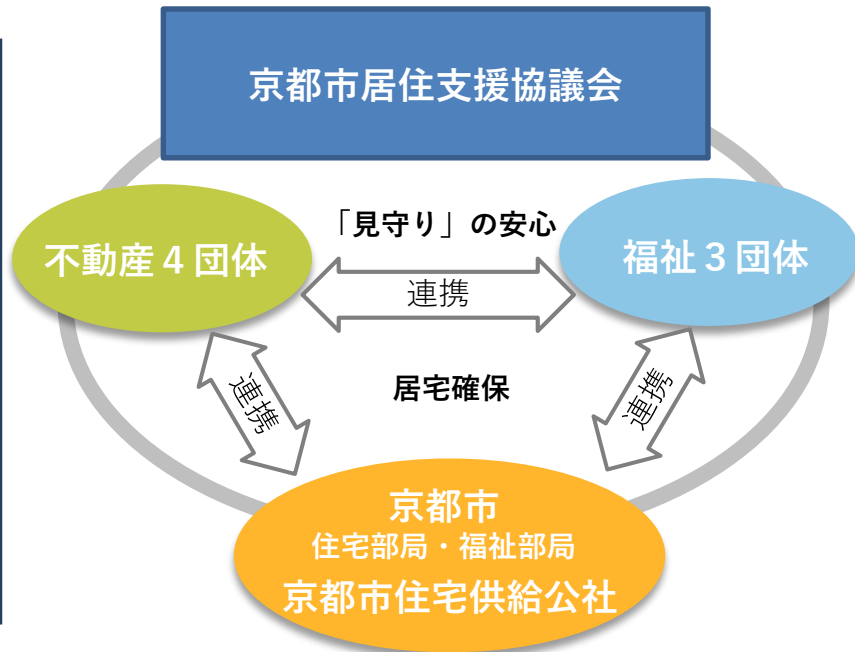 京都市居住支援協議会
「見守り」の安心
不動産４団体
福祉３団体
連携
居宅確保
連携
連携
京都市
住宅部局・福祉部局
京都市住宅供給公社